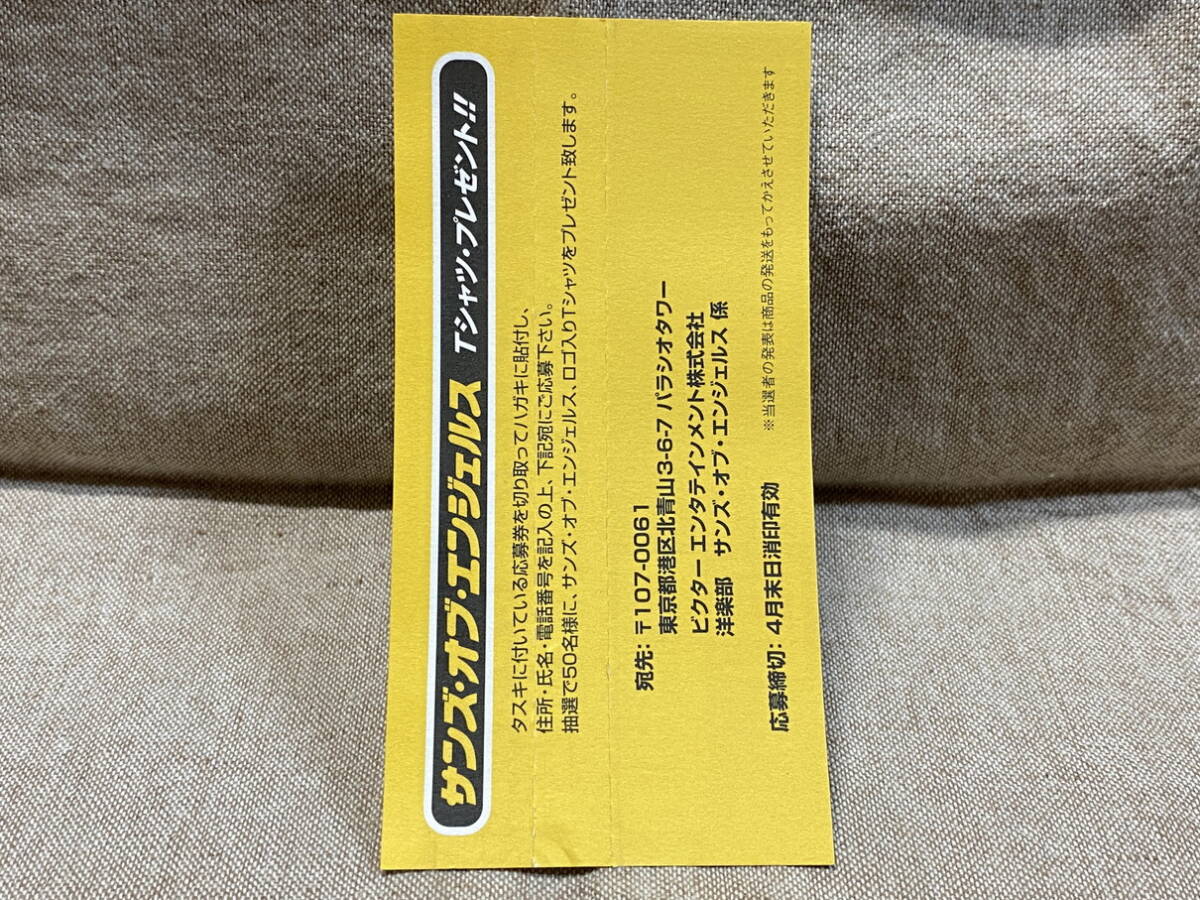 サンズ・オブ・エンジェルス Tシャツ・プレゼント!!
タスキに付いている応募券を切り取ってハガキに貼付し、
住所・氏名・電話番号を記入の上、下記宛にご応募下さい。
抽選で50名様に、サンズ・オブ・エンジェルス、ロゴ入りTシャツをプレゼント致します。
宛先：〒107-0061
東京都港区北青山3-6-7 パラシオタワー
ビクター エンタテインメント株式会社
洋楽部 サンズ・オブ・エンジェルス 係
応募締切：4月末日消印有効
※当選者の発表は商品の発送をもってかえさせていただきます